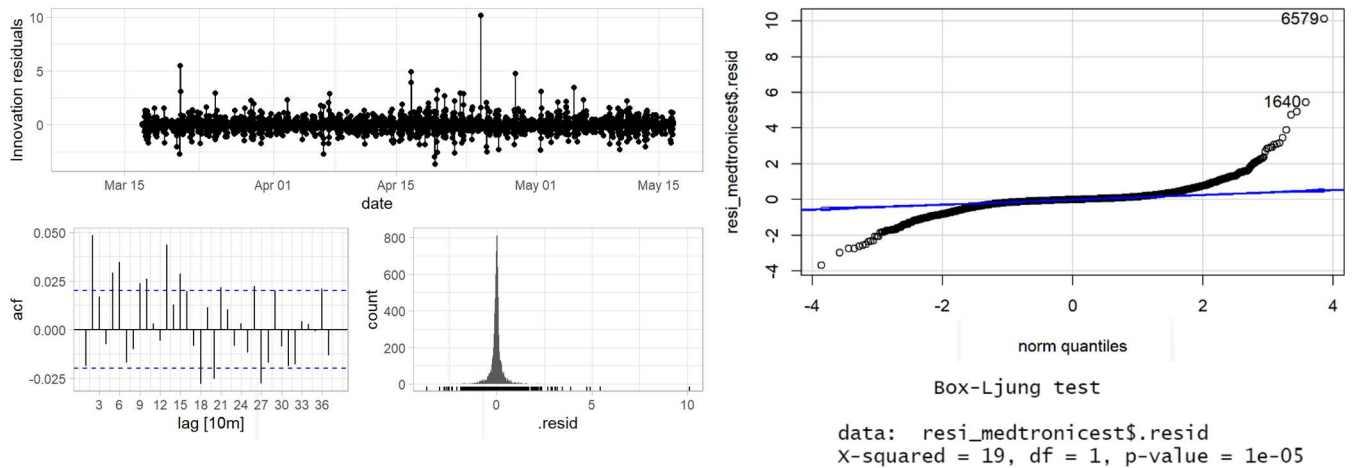 10
5
0
Innovation residuals
Mar 15
Apr 01
Apr 15
May 01
May 15
date
0.050
0.025
0.000
-0.025
acf
3 6 9 12 15 18 21 24 27 30 33 36
lag [10m]
800
600
400
200
0
count
0
5
10
.resid
10
8
6
4
2
0
-2
-4
resi_medtronicest$.resid
6579
1640
-4
-2
0
2
4
norm quantiles
Box-Ljung test
data: resi_medtronicest$.resid
X-squared = 19, df = 1, p-value = 1e-05